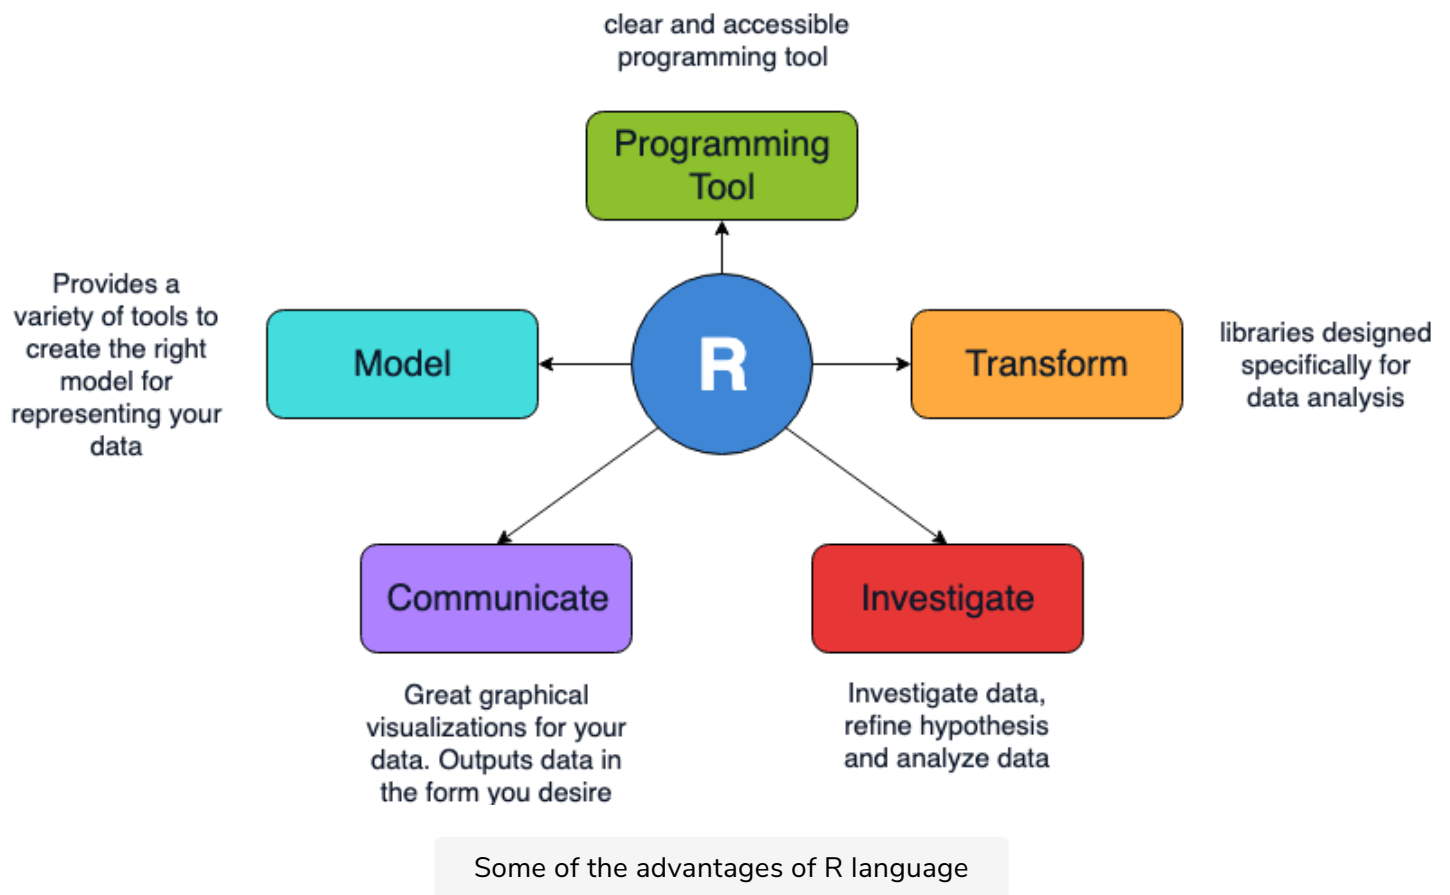 clear and accessible
programming tool
Programming
Tool
Provides a
variety of tools to
create the right
model for
representing your
data
Model
R
Transform
libraries designed
specifically for
data analysis
Communicate
Investigate
Great graphical
visualizations for your
data. Outputs data in
the form you desire
Investigate data,
refine hypothesis
and analyze data
Some of the advantages of R language